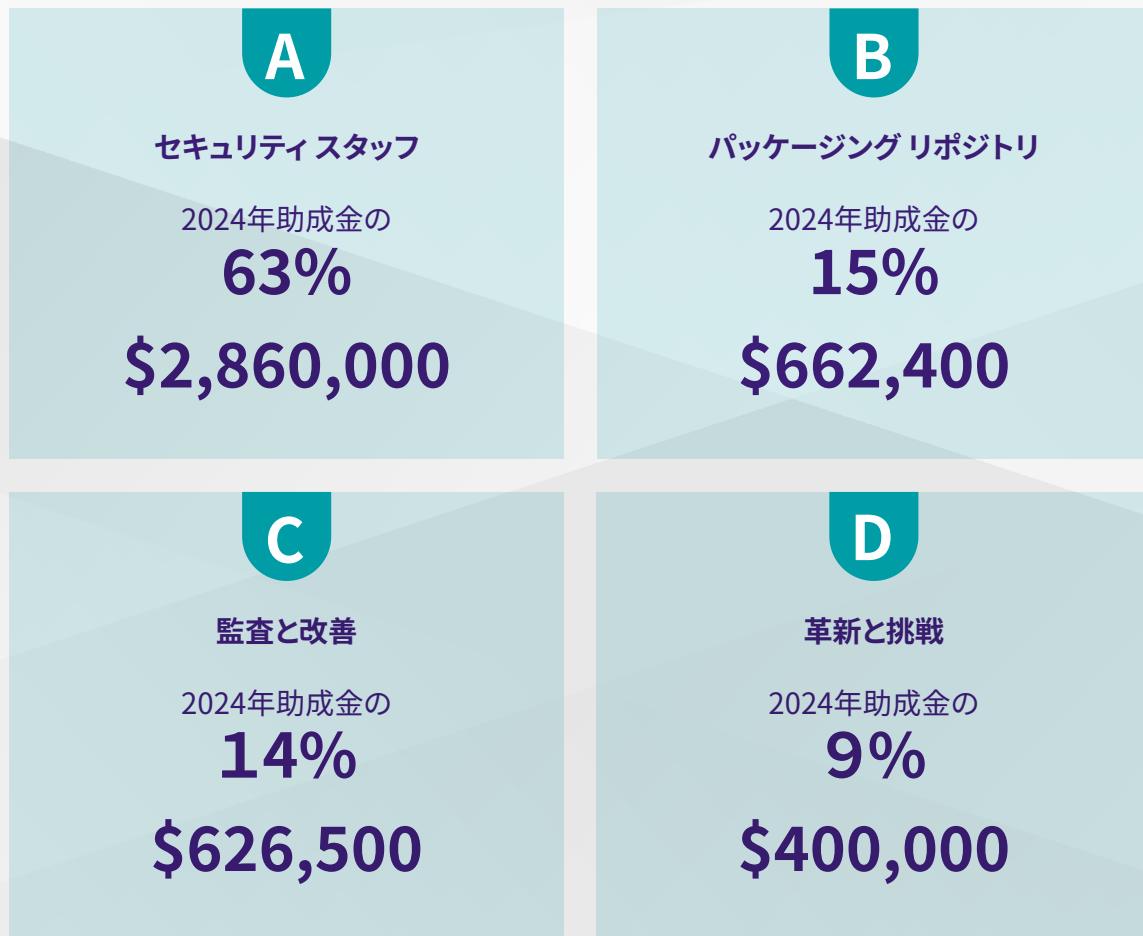 A
セキュリティ スタッフ
2024年助成金の
63%
$2,860,000
B
パッケージング リポジトリ
2024年助成金の
15%
$662,400
C
監査と改善
2024年助成金の
14%
$626,500
D
革新と挑戦
2024年助成金の
9%
$400,000